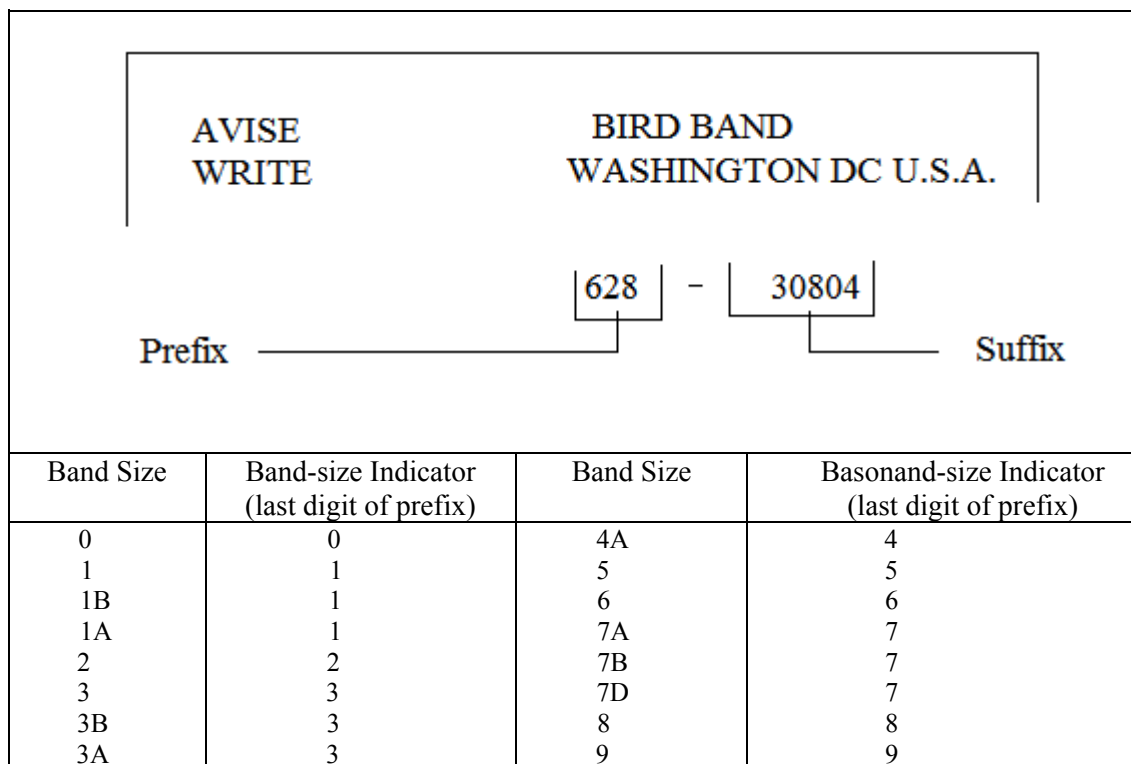 AVISE BIRD BAND
WRITE WASHINGTON DC U.S.A.
628 - 30804
Prefix Suffix
Band Size Band-size Indicator Band Size Basonand-size Indicator
(last digit of prefix) (last digit of prefix)
0 0 4A 4
1 1 5 5
1B 1 6 6
1A 1 7A 7
2 2 7B 7
3 3 7D 7
3B 3 8 8
3A 3 9 9